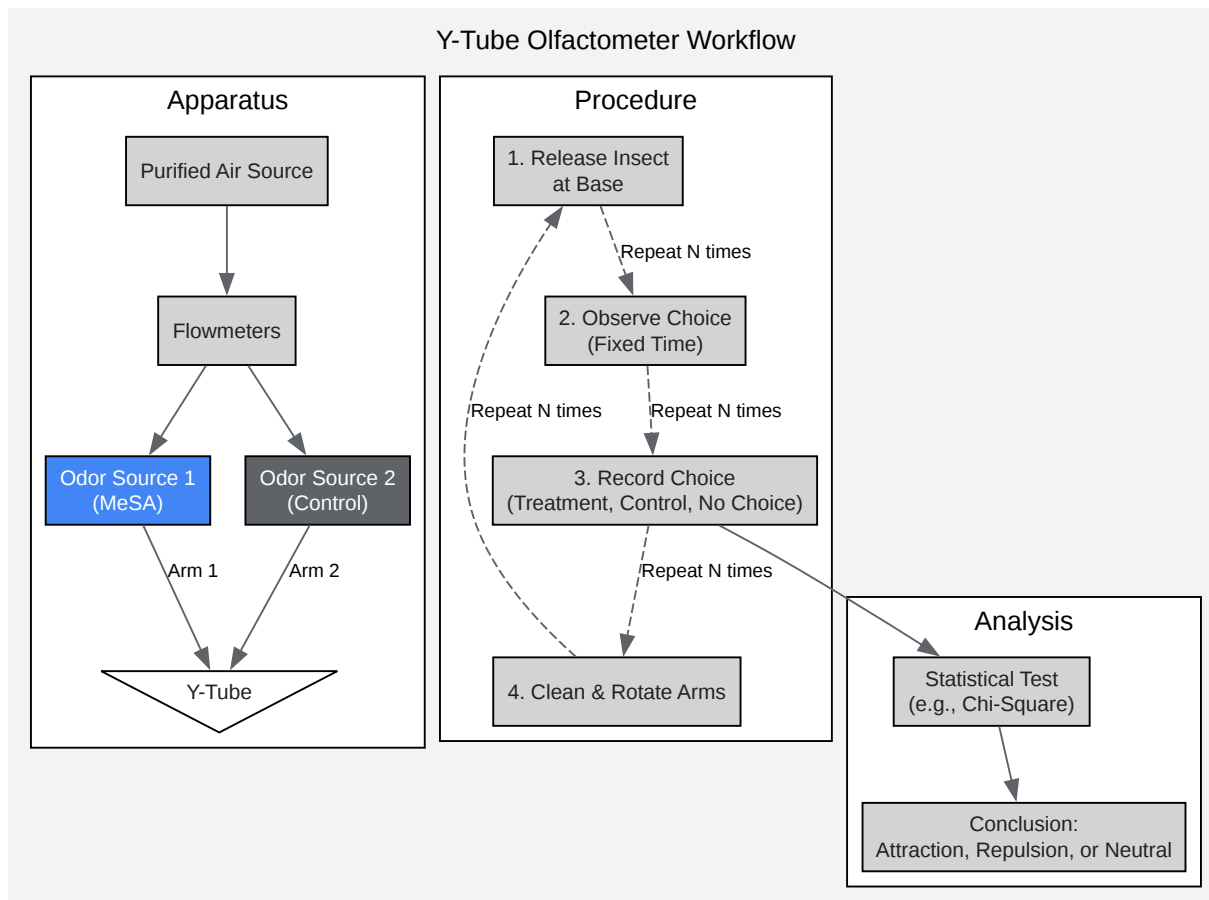 Y-Tube Olfactometer Workflow
Apparatus
Purified Air Source
Flowmeters
Odor Source 1
(MeSA)
Odor Source 2
(Control)
Arm 1
Arm 2
Y-Tube
Procedure
1. Release Insect
at Base
Repeat N times
2. Observe Choice
(Fixed Time)
Repeat N times
Repeat N times
3. Record Choice
(Treatment, Control, No Choice)
Repeat N times
4. Clean & Rotate Arms
Analysis
Statistical Test
(e.g., Chi-Square)
Conclusion:
Attraction, Repulsion, or Neutral